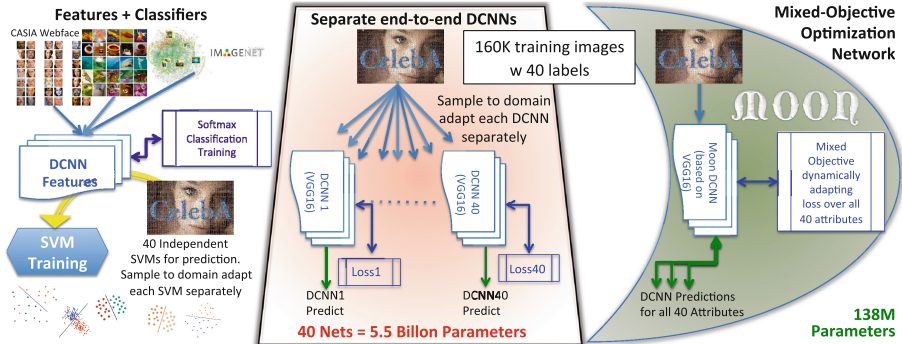 Features + Classifiers
CASIA Webface
IMAGENET
DCNN
Features
Softmax
Classification
Training
CelebA
SVM
Training
40 Independent
SVMs for prediction.
Sample to domain adapt
each SVM separately
Separate end-to-end DCNNs
CelebA
160K training images
w 40 labels
Sample to domain
adapt each DCNN
separately
DCNN 1
(VGG16)
DCNN 40
(VGG16)
Loss1
Loss40
DCNN1
Predict
DCNN40
Predict
40 Nets = 5.5 Billon Parameters
Mixed-Objective
Optimization
Network
CelebA
MOON
Moon DCNN
(based on
VGG16)
Mixed
Objective
dynamically
adapting
loss over all
40 attributes
DCNN Predictions
for all 40 Attributes
138M
Parameters